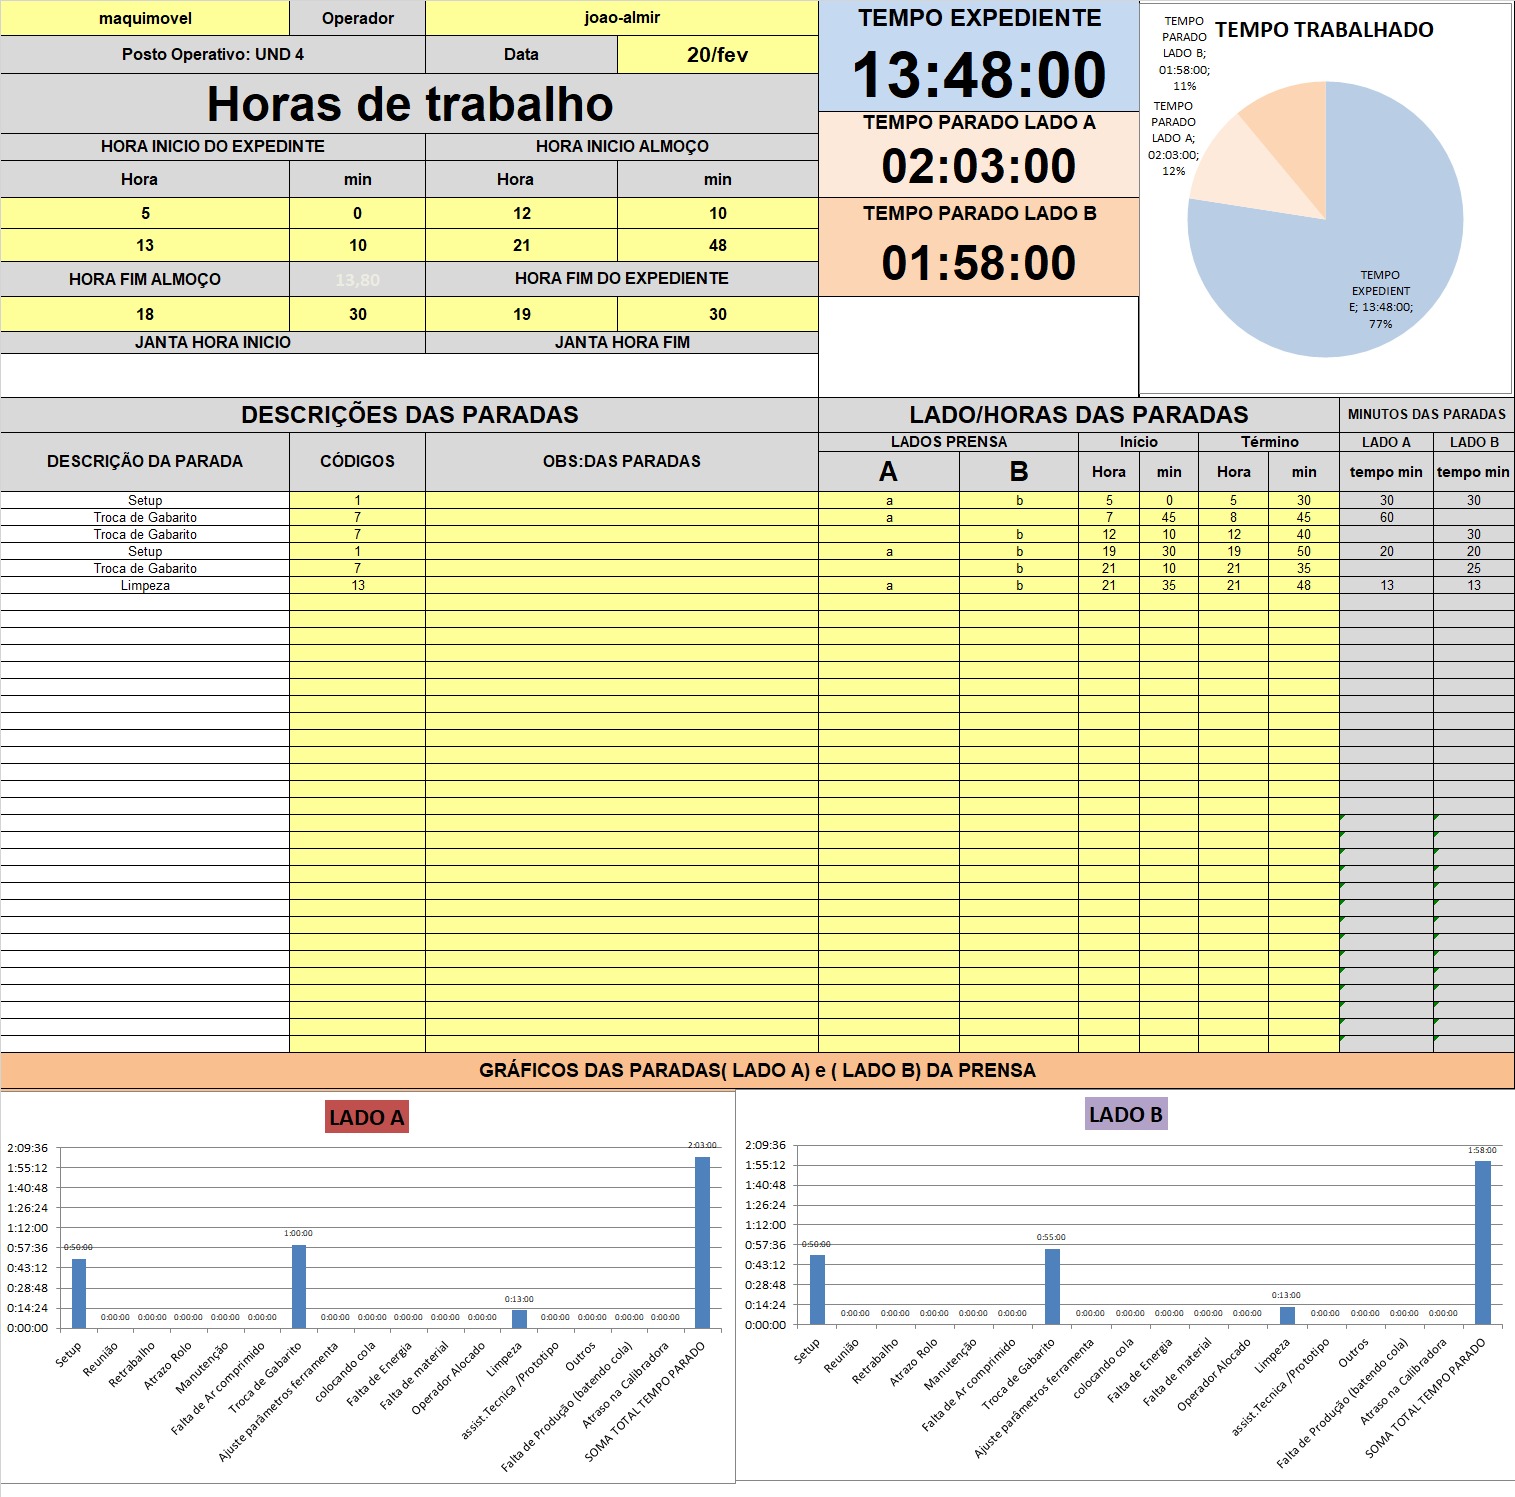 maquimovel Operador joao-almir
Posto Operativo: UND 4 Data 20/fev
Horas de trabalho
HORA INICIO DO EXPEDINTE HORA INICIO ALMOÇO
Hora min Hora min
5 0 12 10
13 10 21 48
HORA FIM ALMOÇO 13,80 HORA FIM DO EXPEDIENTE
18 30 19 30
JANTA HORA INICIO JANTA HORA FIM
TEMPO EXPEDIENTE
13:48:00
TEMPO PARADO LADO A
02:03:00
TEMPO PARADO LADO B
01:58:00
TEMPO TRABALHADO
TEMPO
PARADO
LADO B;
01:58:00;
11%
TEMPO
PARADO
LADO A;
02:03:00;
12%
TEMPO
EXPEDIENT
E; 13:48:00;
77%
DESCRIÇÕES DAS PARADAS LADO/HORAS DAS PARADAS MINUTOS DAS PARADAS
DESCRIÇÃO DA PARADA CÓDIGOS OBS:DAS PARADAS LADOS PRENSA Início Término LADO A LADO B
A B Hora min Hora min tempo min tempo min
Setup 1 a b 5 0 5 30 30 30
Troca de Gabarito 7 a 7 45 8 45 60
Troca de Gabarito 7 b 12 10 12 40 30
Setup 1 a b 19 30 19 50 20 20
Troca de Gabarito 7 b 21 10 21 35 25
Limpeza 13 a b 21 35 21 48 13 13
GRÁFICOS DAS PARADAS( LADO A) e ( LADO B) DA PRENSA
LADO A
2:09:36
1:55:12
1:40:48
1:26:24
1:12:00
0:57:36
0:43:12
0:28:48
0:14:24
0:00:00
0:50:00 0:00:00 0:00:00 0:00:00 0:00:00 0:00:00 1:00:00 0:00:00 0:00:00 0:00:00 0:00:00 0:00:00 0:13:00 0:00:00 0:00:00 0:00:00 0:00:00 2:03:00
Setup
Reunião
Retrabalho
Atrazo Rolo
Manutenção
Falta de Ar comprimido
Troca de Gabarito
Ajuste parâmetros ferramenta
colocando cola
Falta de Energia
Falta de material
Operador Alocado
Limpeza
assist.Tecnica /Prototipo
Outros
Falta de Produção (batendo cola)
Atraso na Calibradora
SOMA TOTAL TEMPO PARADO
LADO B
2:09:36
1:55:12
1:40:48
1:26:24
1:12:00
0:57:36
0:43:12
0:28:48
0:14:24
0:00:00
0:50:00 0:00:00 0:00:00 0:00:00 0:00:00 0:00:00 0:55:00 0:00:00 0:00:00 0:00:00 0:00:00 0:00:00 0:13:00 0:00:00 0:00:00 0:00:00 0:00:00 1:58:00
Setup
Reunião
Retrabalho
Atrazo Rolo
Manutenção
Falta de Ar comprimido
Troca de Gabarito
Ajuste parâmetros ferramenta
colocando cola
Falta de Energia
Falta de material
Operador Alocado
Limpeza
assist.Tecnica /Prototipo
Outros
Falta de Produção (batendo cola)
Atraso na Calibradora
SOMA TOTAL TEMPO PARADO